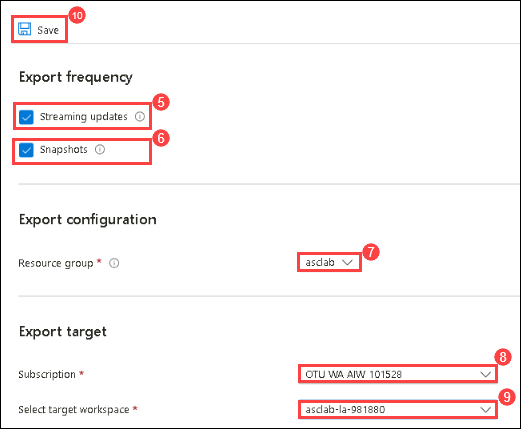 10
Save
Export frequency
5
Streaming updates
6
Snapshots
Export configuration
7
Resource group * asclab
Export target
8
Subscription * OTU WA AIW 101528
9
Select target workspace * asclab-la-981880